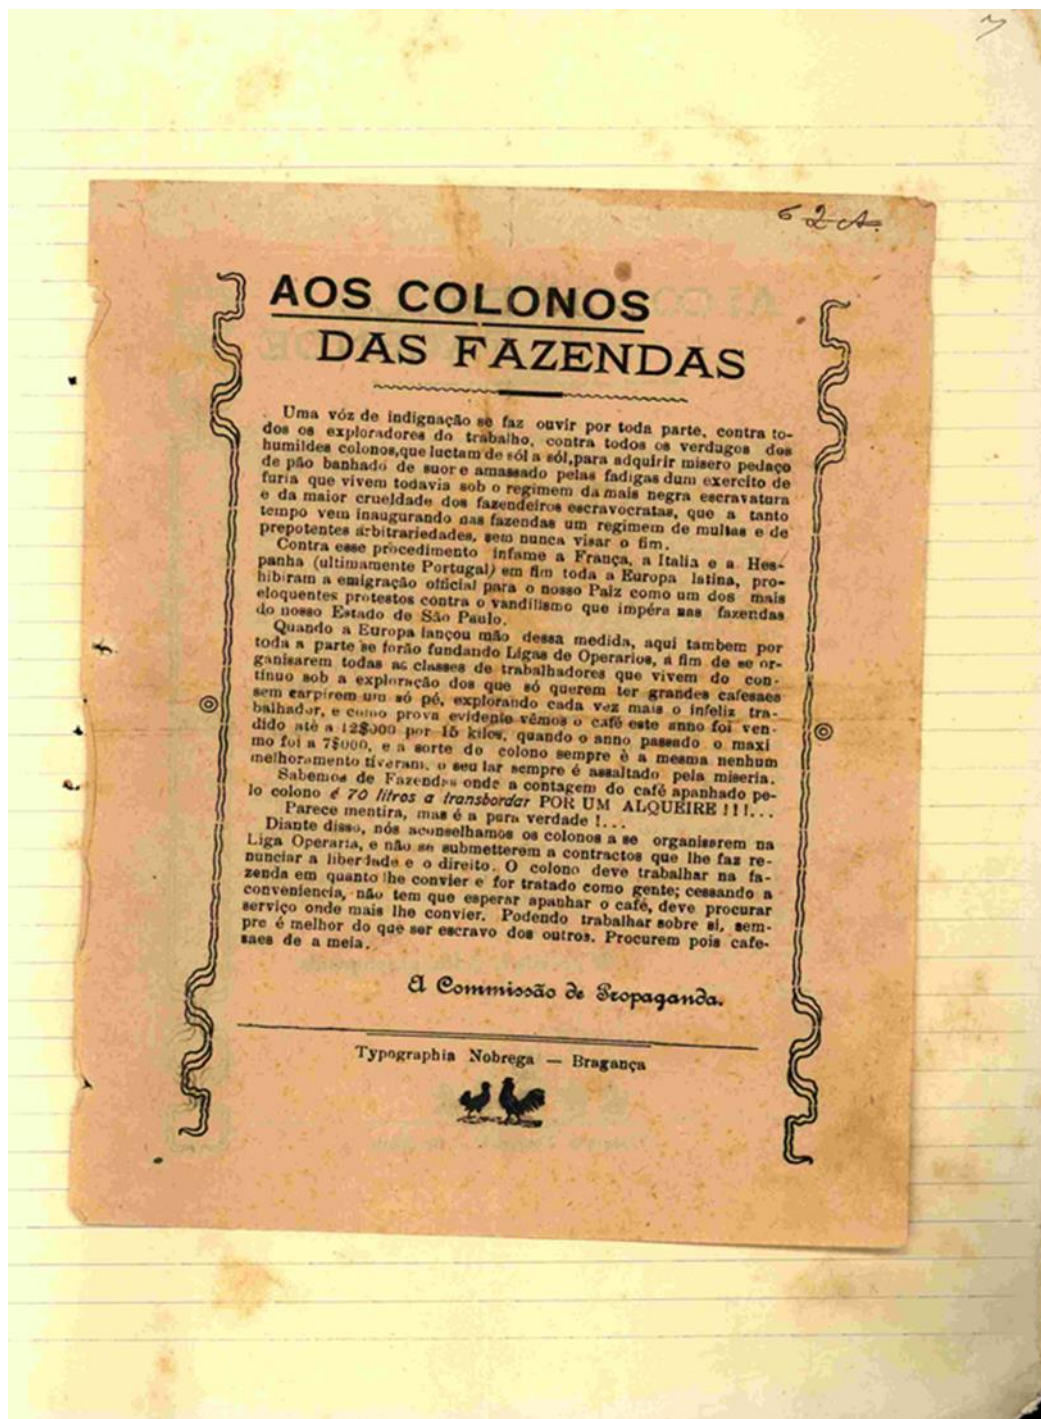 6 2 A.
AOS COLONOS
DAS FAZENDAS
Uma vóz de indignação se faz ouvir por toda parte, contra to-
dos os exploradores do trabalho, contra todos os verdugos dos
humildes colonos,que luctam de sól a sól,para adquirir misero pedaço
de pão banhado de suor e amassado pelas fadigas dum exercito de
furia que vivem todavia sob o regimem da mais negra escravatura
e da maior crueldade dos fazendeiros escravocratas, que a tanto
tempo vem inaugurando nas fazendas um regimem de multas e de
prepotentes arbitrariedades, sem nunca visar o fim.
Contra esse procedimento infame a França, a Italia e a Hes-
panha (ultimamente Portugal) em fim toda a Europa latina, pro-
hibiram a emigração official para o nosso Paiz como um dos mais
eloquentes protestos contra o vandilismo que impéra nas fazendas
do nosso Estado de São Paulo.
Quando a Europa lançou mão dessa medida, aqui tambem por
toda a parte se forão fundando Ligas de Operarios, á fim de se or-
ganisarem todas as classes de trabalhadores que vivem do con-
tinuo sob a exploração dos que só querem ter grandes cafesaes
sem carpirem um só pé, explorando cada vez mais o infeliz tra-
balhador, e como prova evidente vêmos o café este anno foi ven-
dido até a 12$000 por 15 kilos, quando o anno passado o maxi
mo foi a 7$000, e a sorte do colono sempre è a mesma nenhum
melhoramento tiveram, o seu lar sempre é assaltado pela miseria.
Sabemos de Fazendas onde a contagem do café apanhado pe-
lo colono é 70 litros a transbordar POR UM ALQUEIRE !!!...
Parece mentira, mas é a pura verdade !...
Diante disso, nós aconselhamos os colonos a se organiserem na
Liga Operaria, e não se submetterem a contractos que lhe faz re-
nunciar a liberdade e o direito. O colono deve trabalhar na fa-
zenda em quanto lhe convier e for tratado como gente; cessando a
conveniencia, não tem que esperar apanhar o café, deve procurar
serviço onde mais lhe convier. Podendo trabalhar sobre si, sem-
pre é melhor do que ser escravo dos outros. Procurem pois cafe-
saes de a meia.
A Commissão de Propaganda.
Typographia Nobrega — Bragança